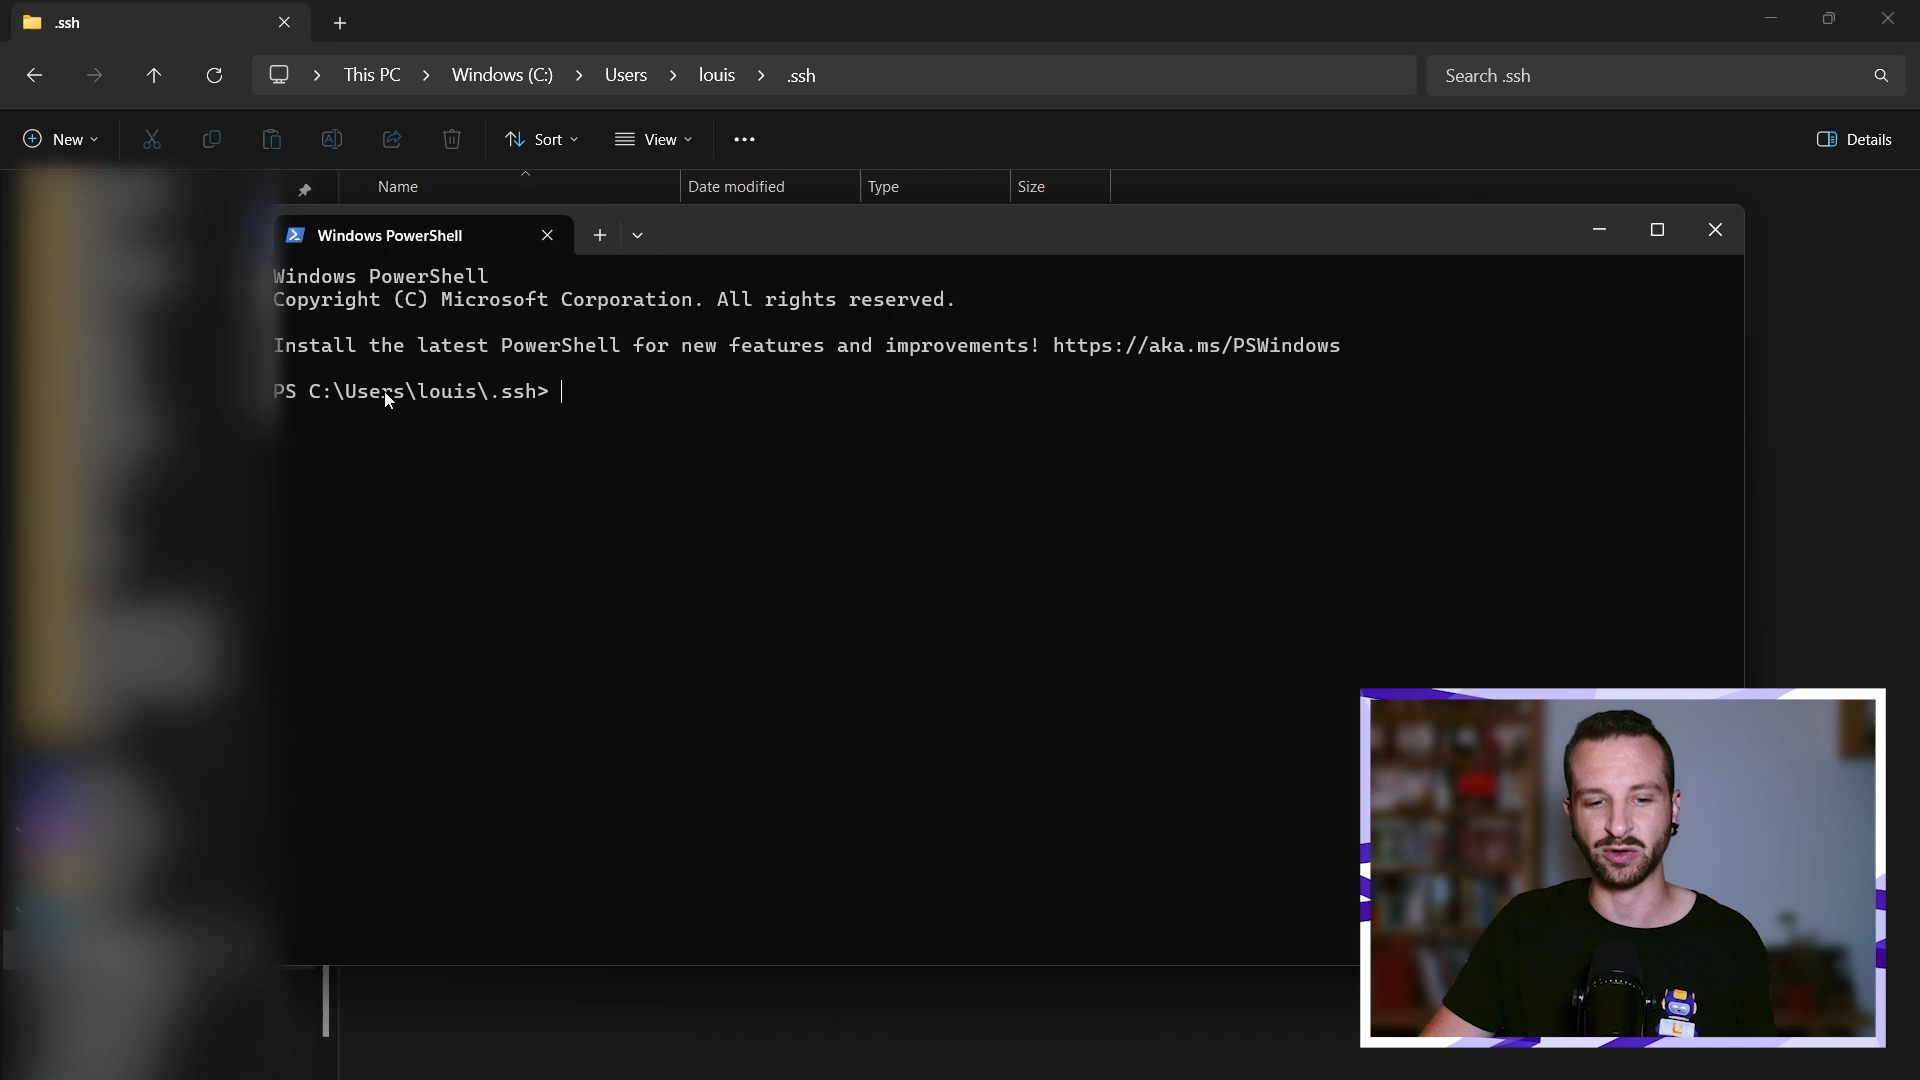 .ssh
This PC > Windows (C:) > Users > louis > .ssh
Search .ssh
New
Sort
View
Details
Name
Date modified
Type
Size
Windows PowerShell
Windows PowerShell
Copyright (C) Microsoft Corporation. All rights reserved.
Install the latest PowerShell for new features and improvements! https://aka.ms/PSWindows
PS C:\Users\louis\.ssh>